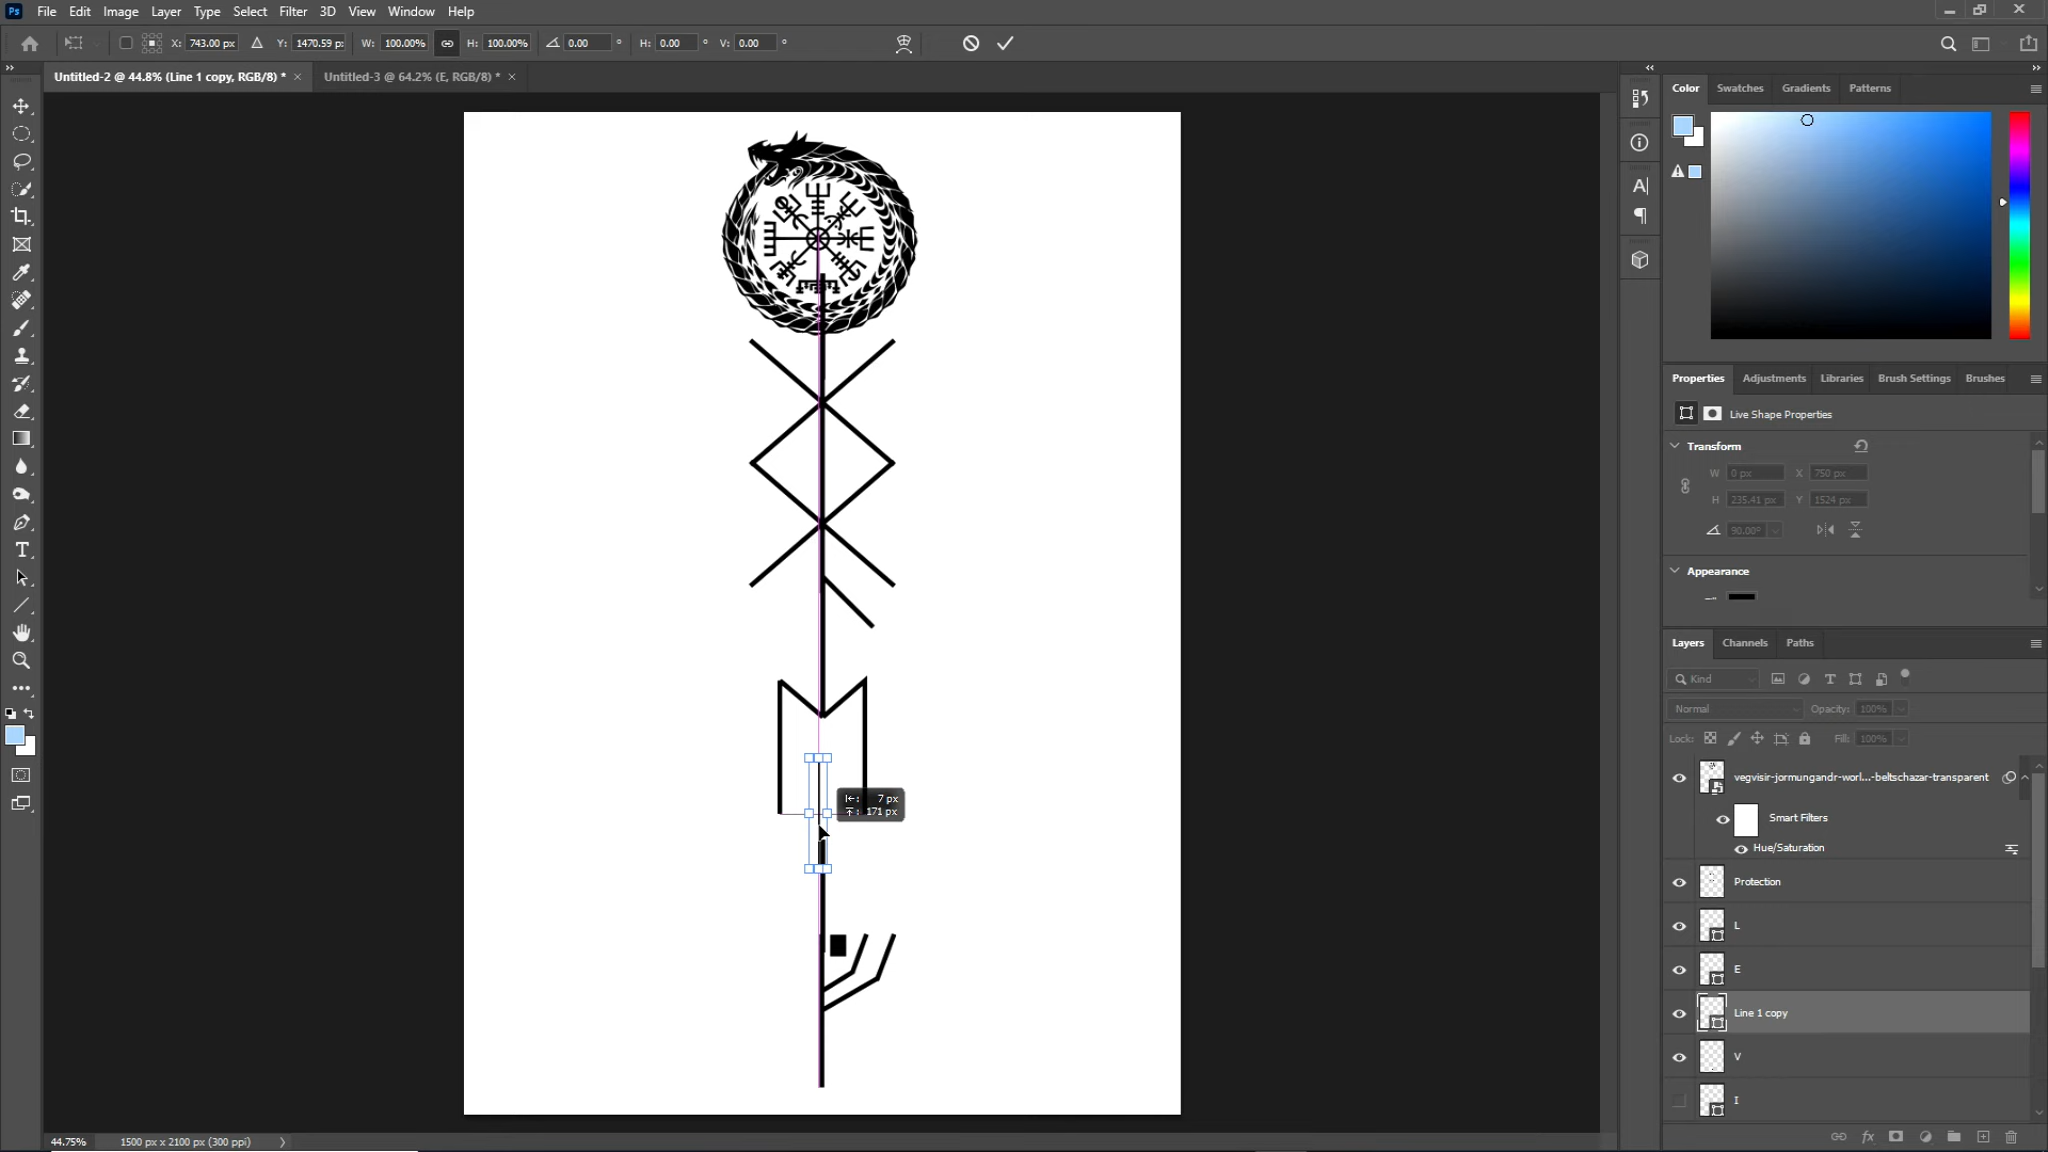 Ps File Edit Image Layer Type Select Filter 3D View Window Help
X: 743.00 px Y: 1470.59 p: W: 100.00% H: 100.00% 0.00 ° H: 0.00 ° V: 0.00 °
Untitled-2 @ 44.8% (Line 1 copy, RGB/8) * × Untitled-3 @ 64.2% (E, RGB/8) * ×
Color Swatches Gradients Patterns
7 px
171 px
Properties Adjustments Libraries Brush Settings Brushes
Live Shape Properties
Transform
W 0 px X 750 px
H 235.41 px Y 1524 px
90.00°
Appearance
Layers Channels Paths
Kind
Normal Opacity: 100%
Lock: Fill: 100%
vegvisir-jormungandr-worl...-beltschazar-transparent
Smart Filters
Hue/Saturation
Protection
L
E
Line 1 copy
V
I
44.75% 1500 px x 2100 px (300 ppi)